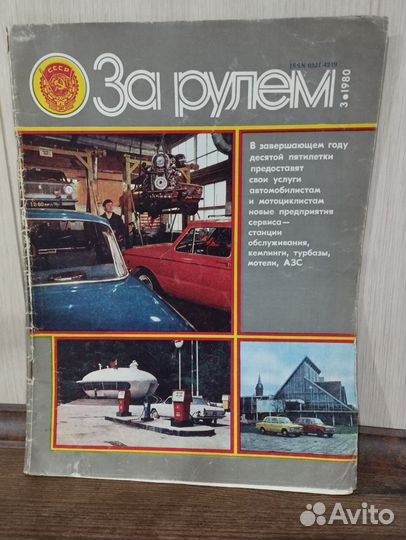 СССР
ISSN 0321-4249
За рулем
3•1980
В завершающем году
десятой пятилетки
предоставят
свои услуги
автомобилистам
и мотоциклистам
новые предприятия
сервиса—
станции
обслуживания,
кемпинги, турбазы,
мотели, АЗС
Avito